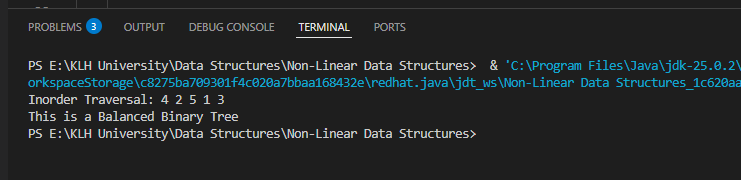 PROBLEMS 3 OUTPUT DEBUG CONSOLE TERMINAL PORTS
PS E:\KLH University\Data Structures\Non-Linear Data Structures> & 'C:\Program Files\Java\jdk-25.0.2\
orkspaceStorage\c8275ba709301f4c020a7bbaa168432e\redhat.java\jdt_ws\Non-Linear Data Structures_1c620aa
Inorder Traversal: 4 2 5 1 3
This is a Balanced Binary Tree
PS E:\KLH University\Data Structures\Non-Linear Data Structures>